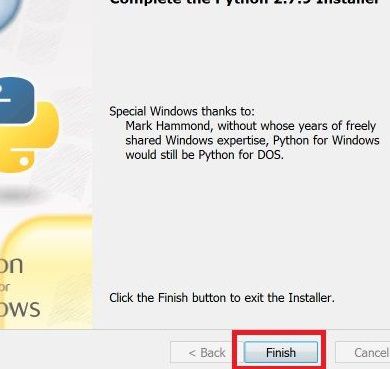 Complete the Python 2.7.9 Installer
Special Windows thanks to:
Mark Hammond, without whose years of freely
shared Windows expertise, Python for Windows
would still be Python for DOS.
on
or
ows
Click the Finish button to exit the Installer.
< Back
Finish
Cancel